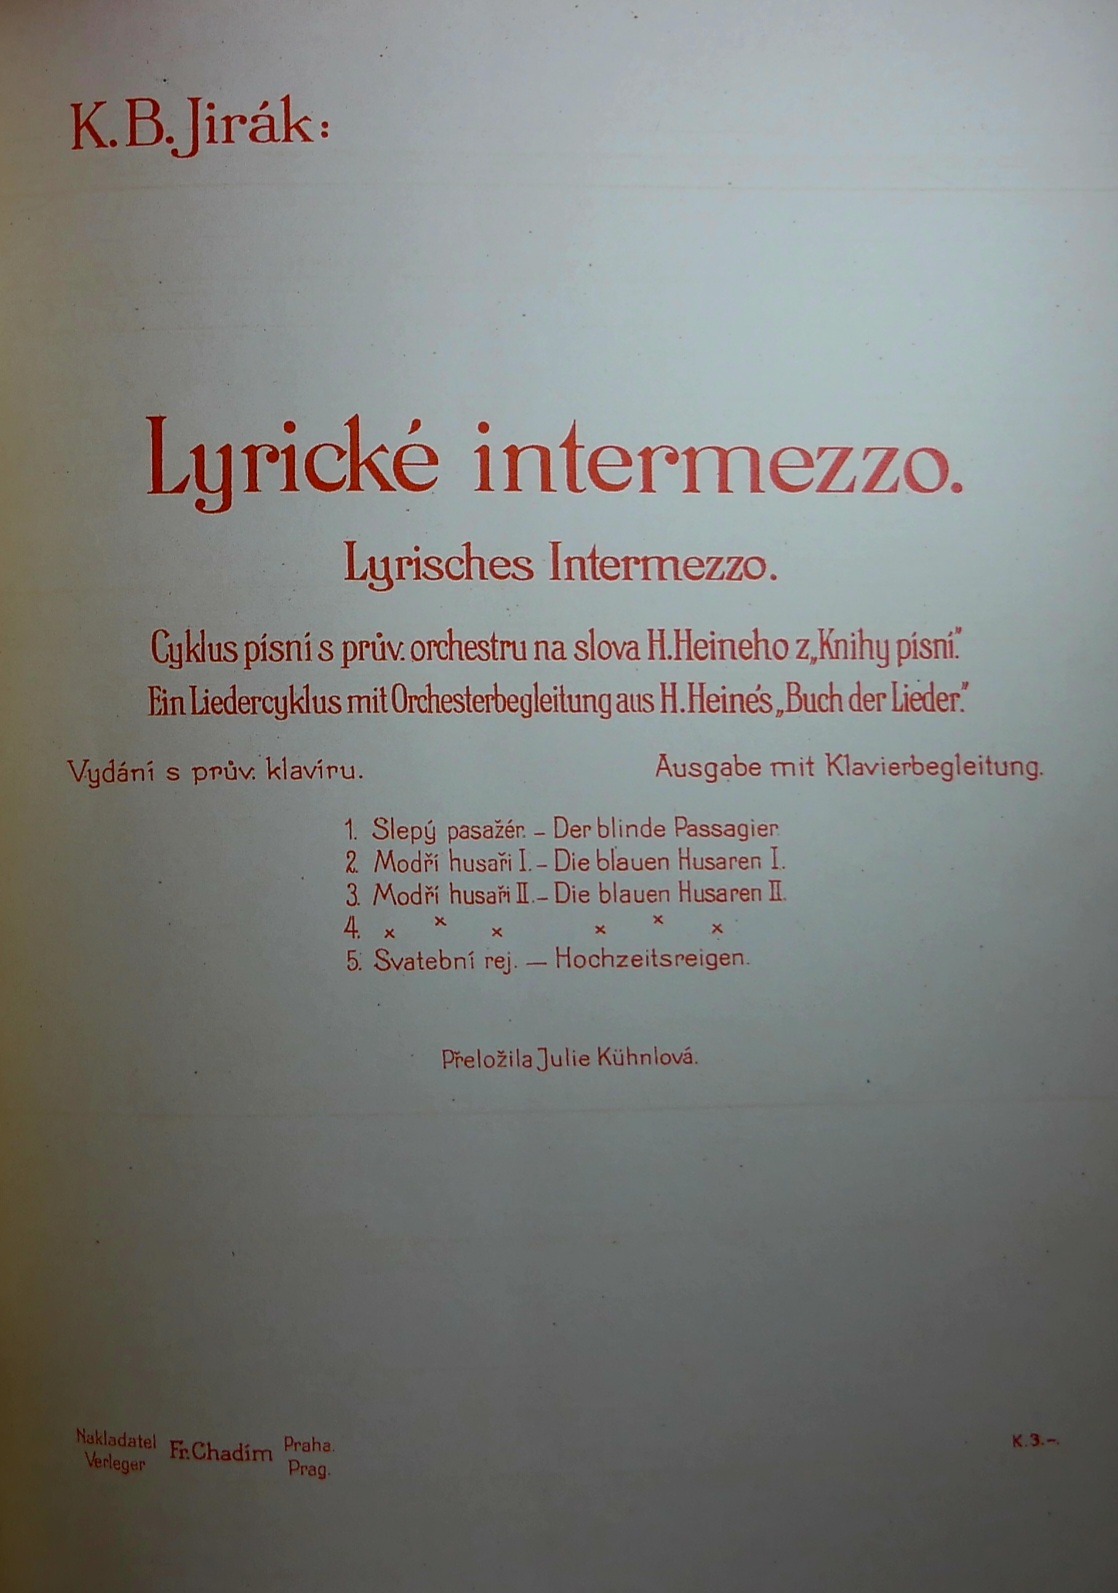 K. B. Jirák:
Lyrické intermezzo.
Lyrisches Intermezzo.
Cyklus písní s prův. orchestru na slova H. Heineho z „Knihy písní."
Ein Liedercyklus mit Orchesterbegleitung aus H. Heine's „Buch der Lieder."
Vydání s prův. klavíru. Ausgabe mit Klavierbegleitung.
1. Slepý pasažér. – Der blinde Passagier.
2. Modří husaři I. – Die blauen Husaren I.
3. Modří husaři II. – Die blauen Husaren II.
4. × × × × × ×
5. Svatební rej. — Hochzeitsreigen.
Přeložila Julie Kühnlová.
Nakladatel Fr. Chadím Praha.
Verleger Prag.
K. 3.–.